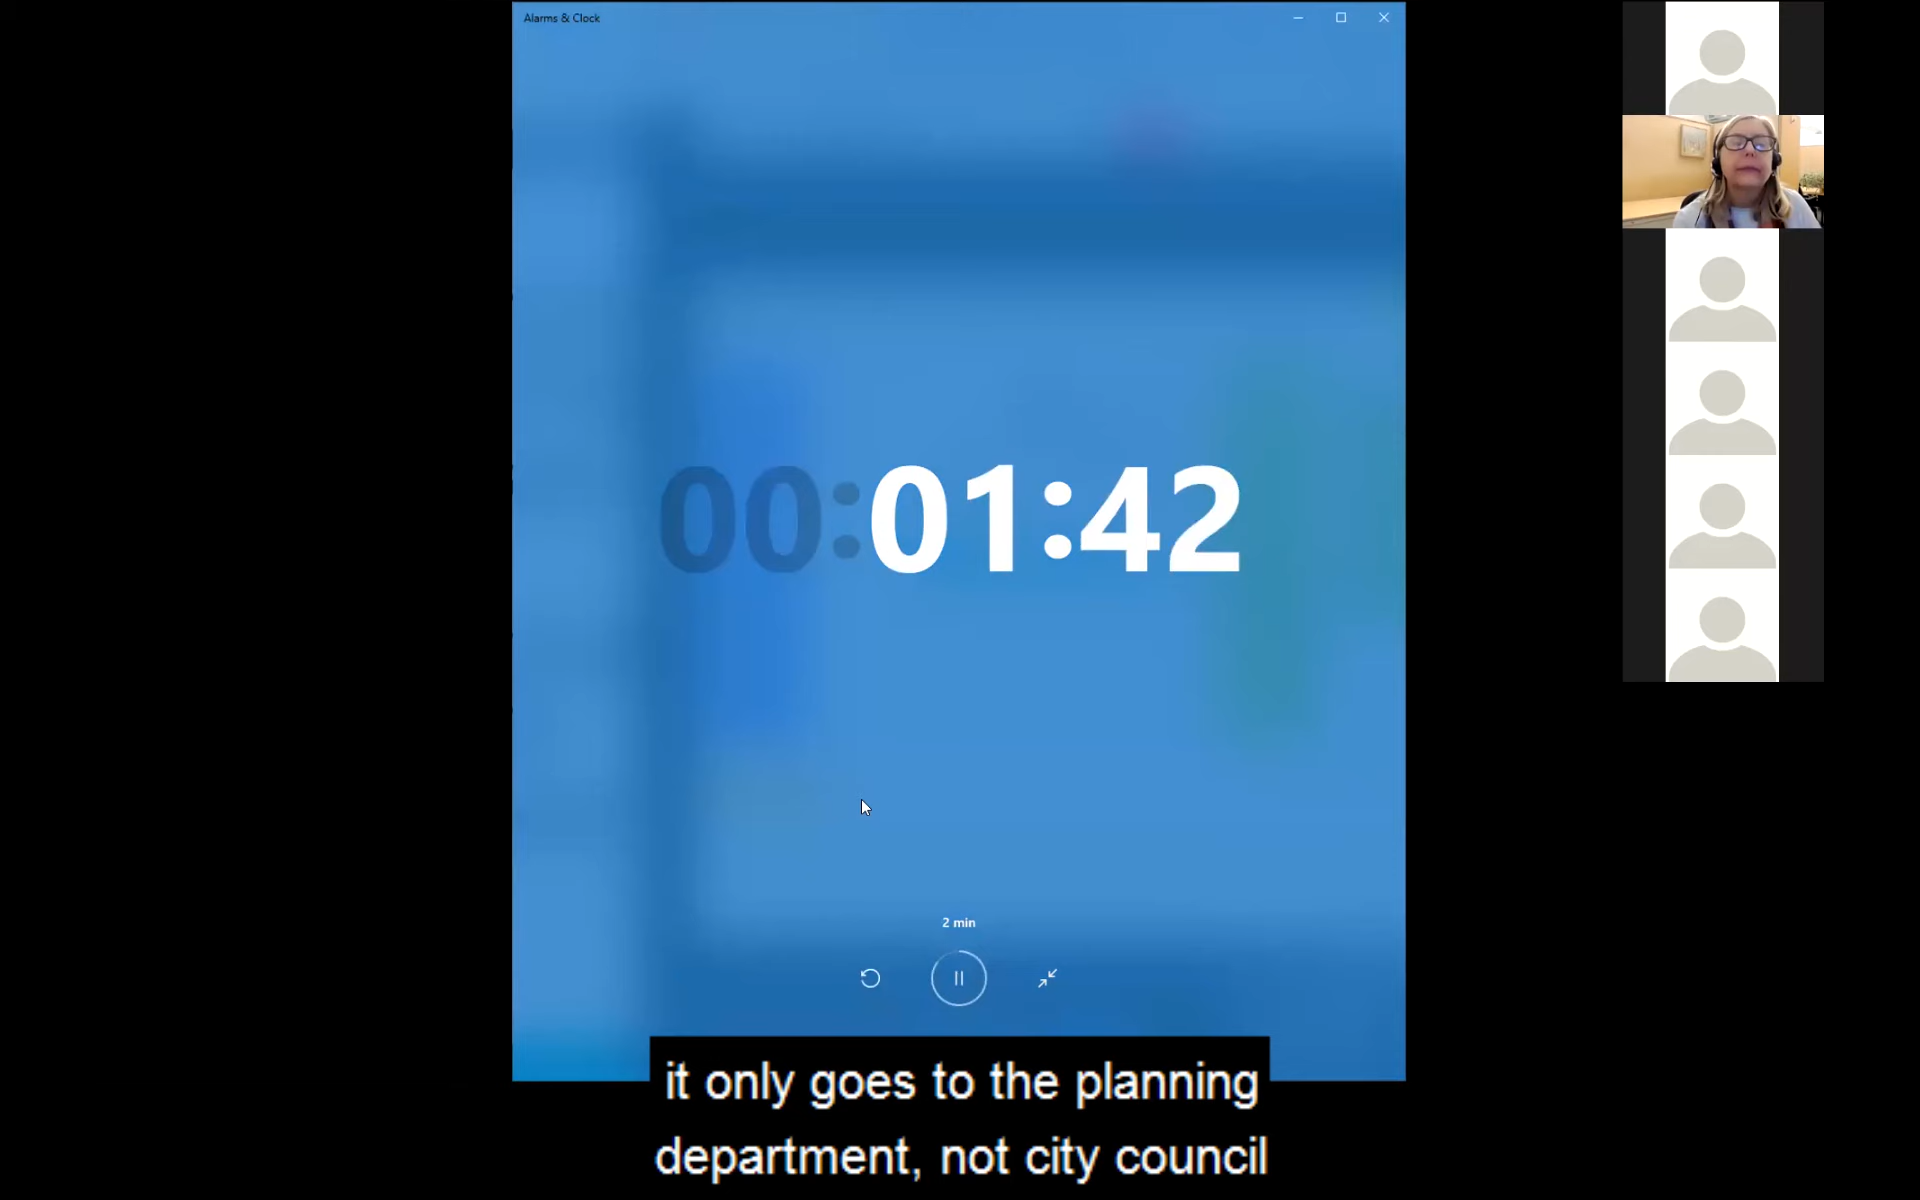 Alarms & Clock
00:01:42
2 min
it only goes to the planning
department, not city council